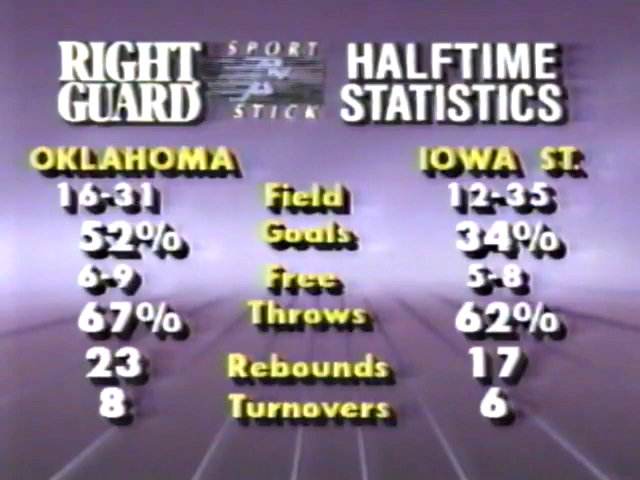 RIGHT GUARD SPORT STICK HALFTIME STATISTICS
OKLAHOMA IOWA ST.
16-31 Field 12-35
52% Goals 34%
6-9 Free 5-8
67% Throws 62%
23 Rebounds 17
8 Turnovers 6